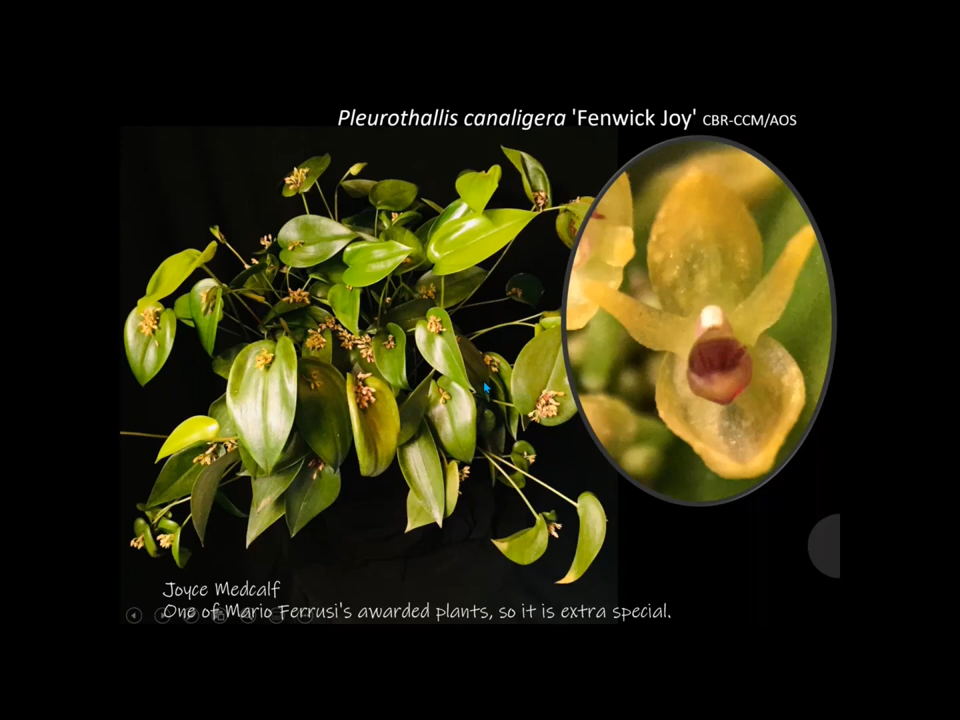 Pleurothallis canaligera 'Fenwick Joy' CBR-CCM/AOS
Joyce Medcalf
One of Mario Ferrusi's awarded plants, so it is extra special.